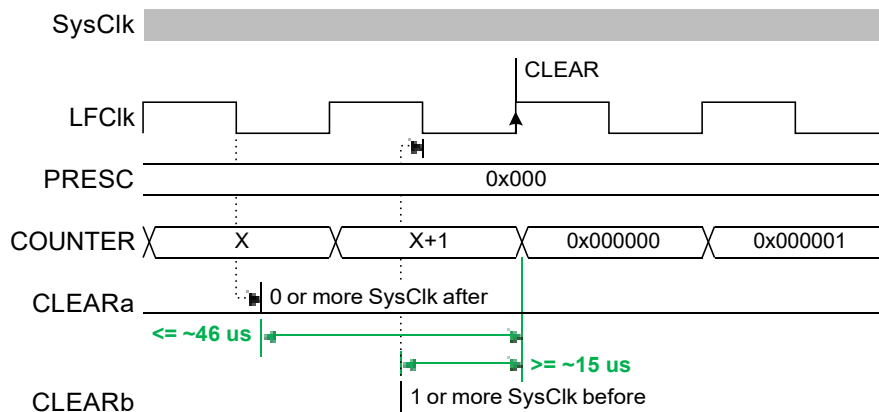 SysClk
CLEAR
LFClk
PRESC
0x000
COUNTER
X
X+1
0x000000
0x000001
CLEARa
0 or more SysClk after
<= ~46 us
>= ~15 us
CLEARb
1 or more SysClk before